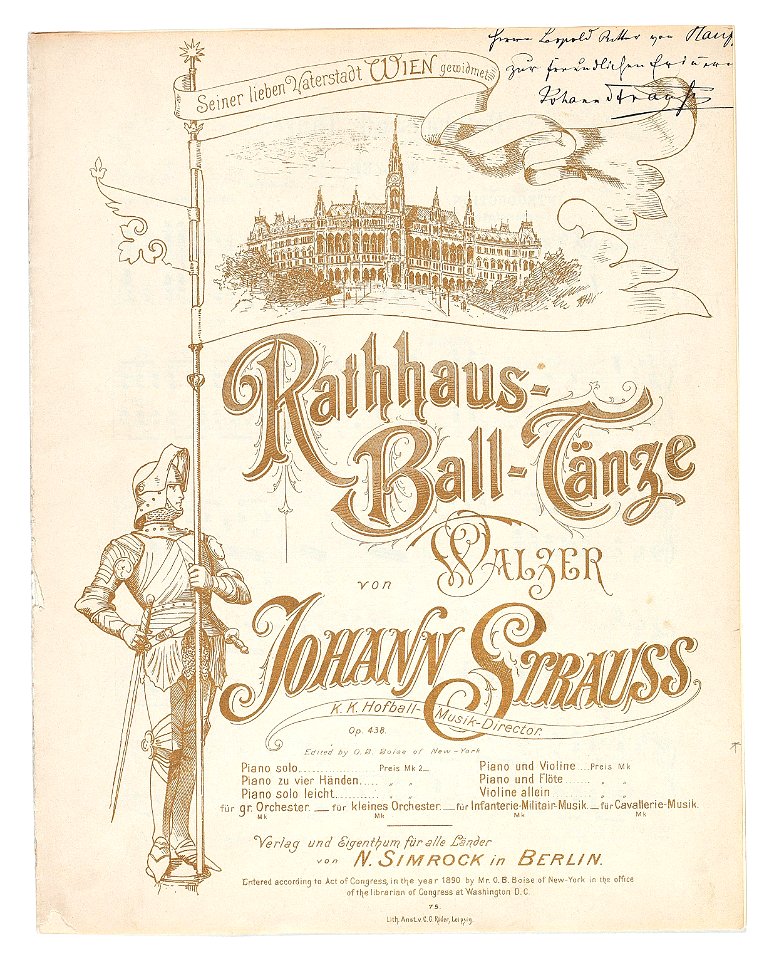 Herrn Leopold Ritter von
zur freundlichen
Johann Strauss
Seiner lieben Vaterstadt WIEN gewidmet
Rathhaus-
Ball-Tänze
WALZER
von
JOHANN STRAUSS
K. K. Hofball-Musik-Director.
Op. 438.
Edited by O. B. Boise of New-York
Piano solo............... Preis Mk 2_ Piano und Violine.... Preis Mk
Piano zu vier Händen..... „ „ Piano und Flöte...... „ „
Piano solo leicht........ „ „ Violine allein........ „ „
für gr. Orchester. — für kleines Orchester. — für Infanterie-Militair-Musik. — für Cavallerie-Musik.
Mk Mk Mk Mk
Verlag und Eigenthum für alle Länder
von N. SIMROCK in BERLIN.
Entered according to Act of Congress, in the year 1890 by Mr. O. B. Boise of New-York in the office
of the librarian of Congress at Washington D. C.
79.
Lith. Anst. v. C. G. Röder, Leipzig.